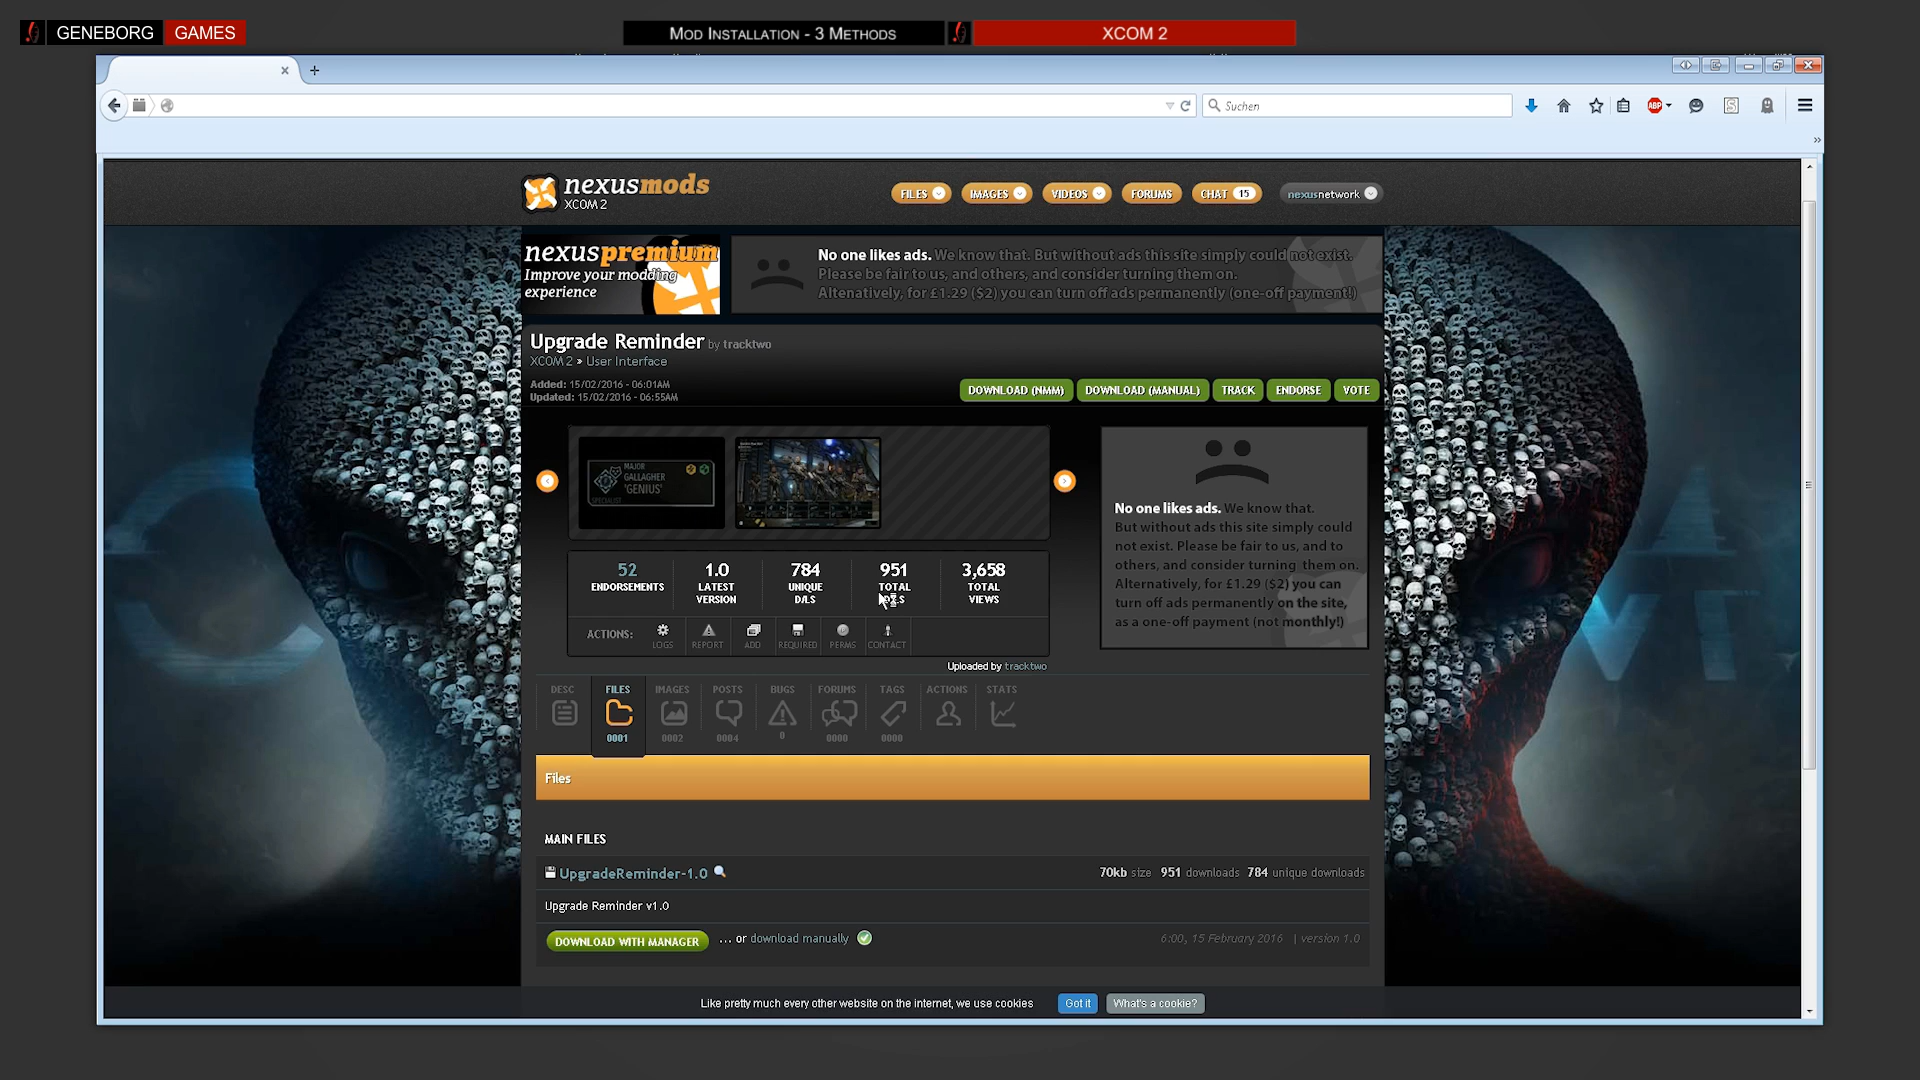 GENEBORG GAMES
Mod Installation - 3 Methods
XCOM 2
Suchen
ABP
S
nexusmods
XCOM 2
FILES
IMAGES
VIDEOS
FORUMS
CHAT 15
nexusnetwork
nexuspremium
Improve your modding
experience
No one likes ads. We know that. But without ads this site simply could not exist.
Please be fair to us, and others, and consider turning them on.
Altenatively, for £1.29 ($2) you can turn off ads permanently (one-off payment!)
Upgrade Reminder by tracktwo
XCOM 2 » User Interface
Added: 15/02/2016 - 06:01AM
Updated: 15/02/2016 - 06:55AM
DOWNLOAD (NMM)
DOWNLOAD (MANUAL)
TRACK
ENDORSE
VOTE
MAJOR
GALLAGHER
'GENIUS'
SPECIALIST
No one likes ads. We know that.
But without ads this site simply could
not exist. Please be fair to us, and to
others, and consider turning them on.
Alternatively, for £1.29 ($2) you can
turn off ads permanently on the site,
as a one-off payment (not monthly!)
52
ENDORSEMENTS
1.0
LATEST
VERSION
784
UNIQUE
D/LS
951
TOTAL
3,658
TOTAL
VIEWS
ACTIONS:
LOGS
REPORT
ADD
REQUIRED
PERMS
CONTACT
Uploaded by tracktwo
DESC
FILES
0001
IMAGES
0002
POSTS
0004
BUGS
0
FORUMS
0000
TAGS
0000
ACTIONS
STATS
Files
MAIN FILES
UpgradeReminder-1.0
70kb size 951 downloads 784 unique downloads
Upgrade Reminder v1.0
DOWNLOAD WITH MANAGER
... or download manually
6:00, 15 February 2016 | version 1.0
Like pretty much every other website on the internet, we use cookies
Got it
What's a cookie?